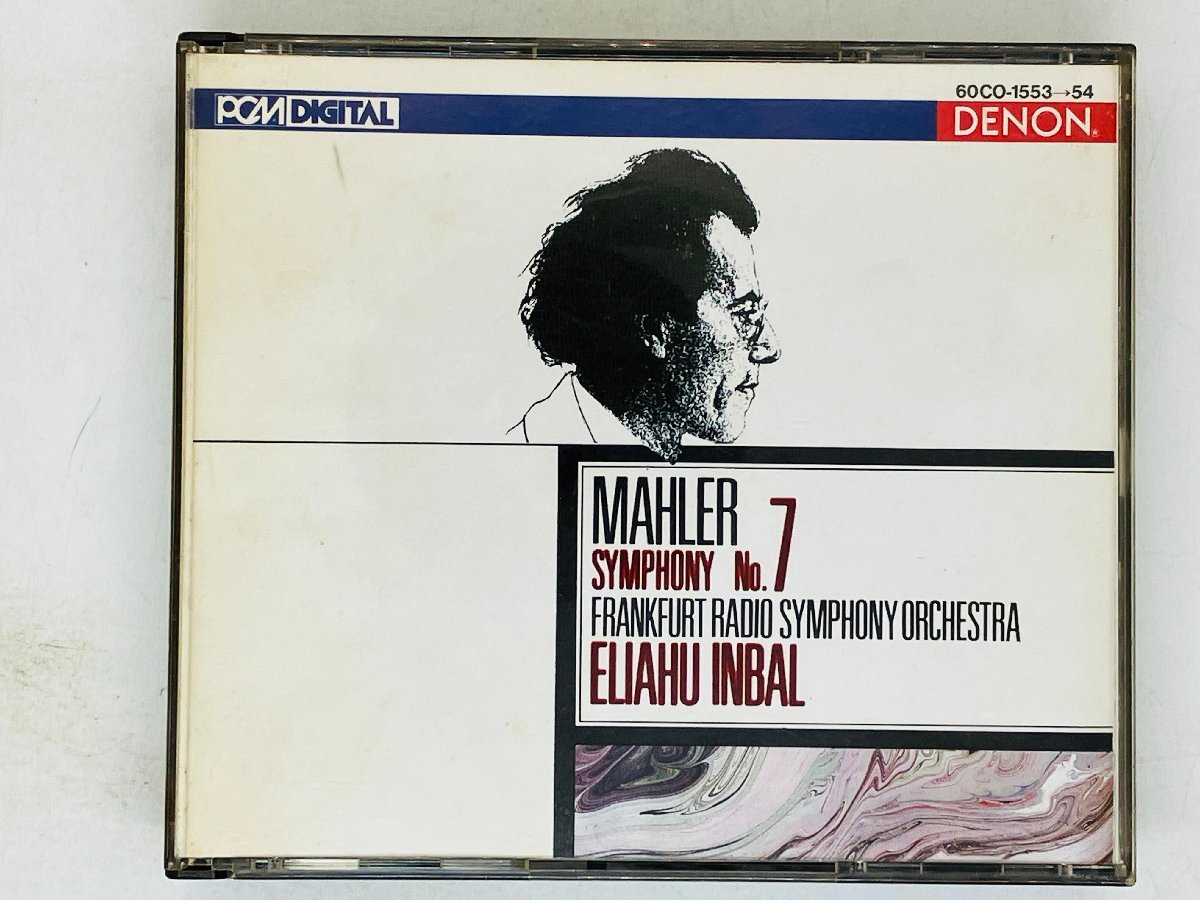 60CO-1553→54
PCM DIGITAL
DENON®
MAHLER
SYMPHONY No. 7
FRANKFURT RADIO SYMPHONY ORCHESTRA
ELIAHU INBAL